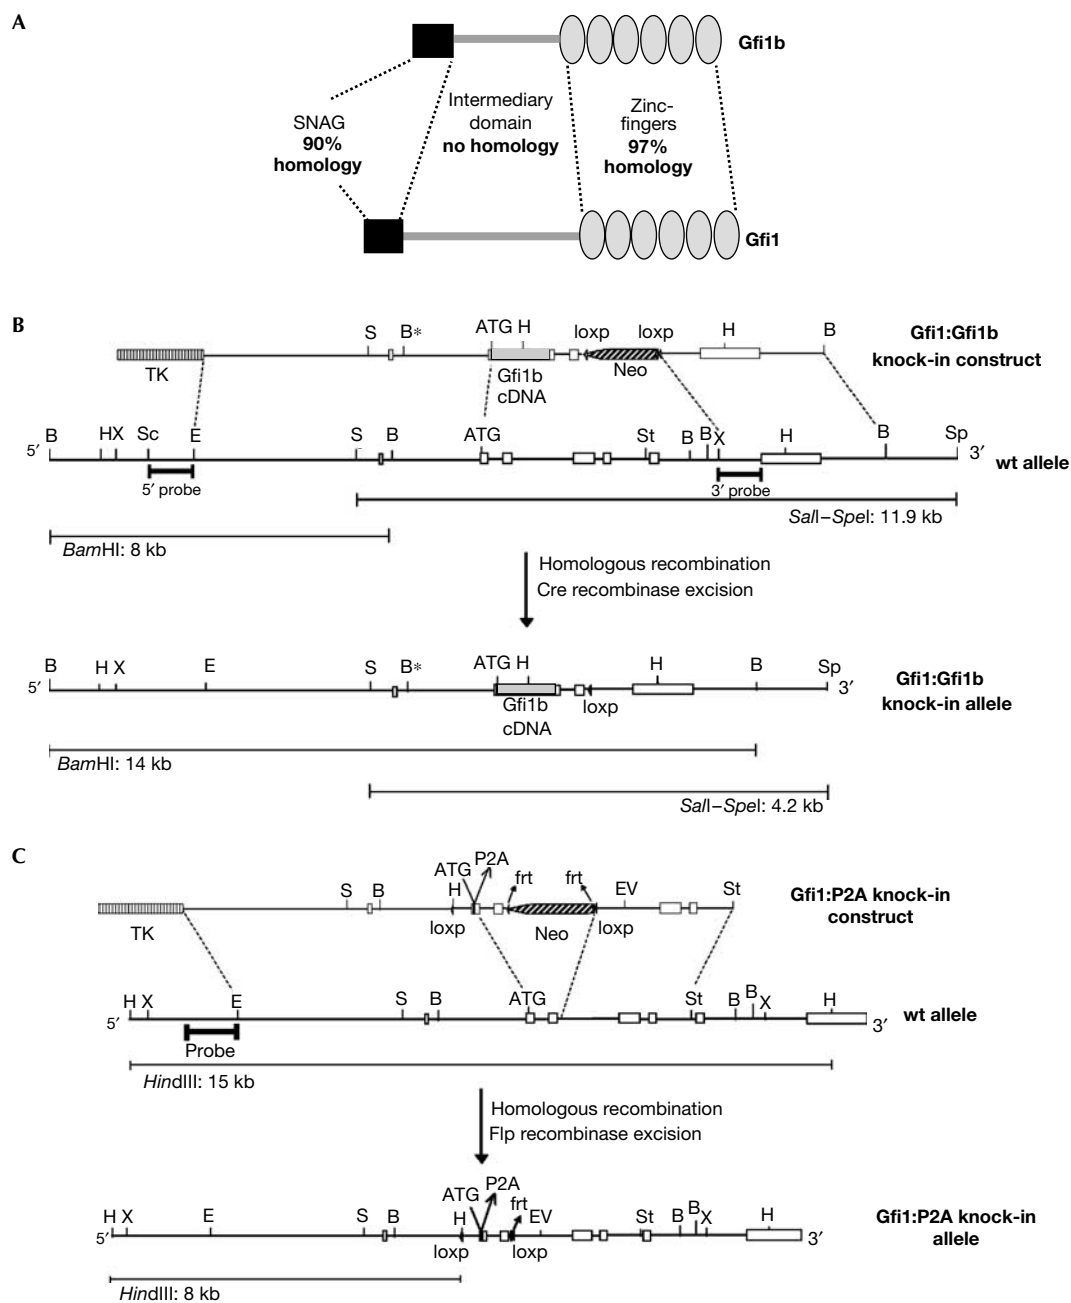 A
Gfi1b
SNAG
90%
homology
Intermediary
domain
no homology
Zinc-
fingers
97%
homology
Gfi1
B
S B* ATG H loxp loxp H B
Gfi1:Gfi1b
knock-in construct
TK
Gfi1b
cDNA
Neo
5′ B HX Sc E S B ATG St B B X H B Sp 3′
wt allele
5′ probe
3′ probe
SalI–SpeI: 11.9 kb
BamHI: 8 kb
Homologous recombination
Cre recombinase excision
5′ B H X E S B* ATG H H B Sp 3′
Gfi1:Gfi1b
knock-in allele
Gfi1b
cDNA
loxp
BamHI: 14 kb
SalI–SpeI: 4.2 kb
C
S B H ATG P2A frt frt EV St
Gfi1:P2A knock-in
construct
TK
loxp
Neo
loxp
5′ H X E S B ATG St B B X H 3′
wt allele
Probe
HindIII: 15 kb
Homologous recombination
Flp recombinase excision
5′ H X E S B H ATG P2A frt EV St B B X H 3′
Gfi1:P2A knock-in
allele
loxp
loxp
HindIII: 8 kb